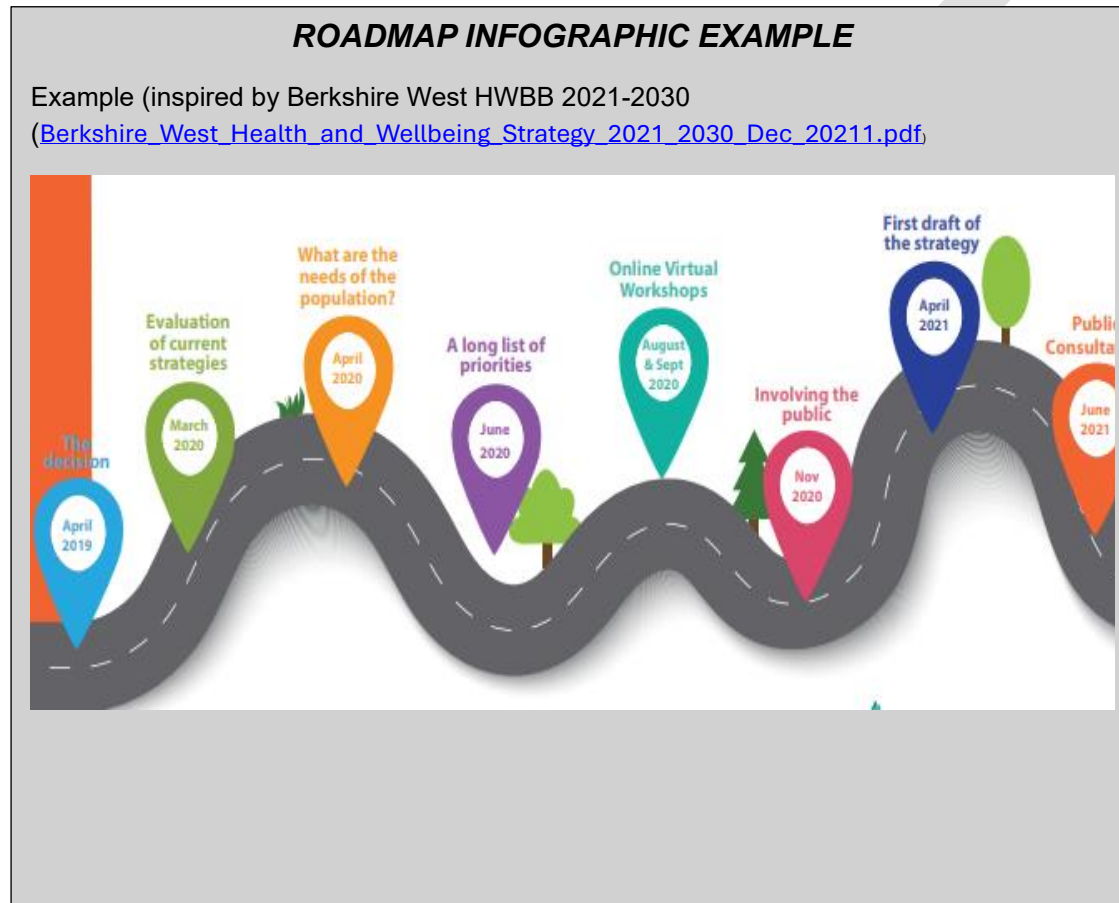 ROADMAP INFOGRAPHIC EXAMPLE
Example (inspired by Berkshire West HWBB 2021-2030
(Berkshire_West_Health_and_Wellbeing_Strategy_2021_2030_Dec_20211.pdf)
The
decision
April
2019
Evaluation
of current
strategies
March
2020
What are the
needs of the
population?
April
2020
A long list of
priorities
June
2020
Online Virtual
Workshops
August
& Sept
2020
Involving the
public
Nov
2020
First draft of
the strategy
April
2021
Public
Consulta
June
2021